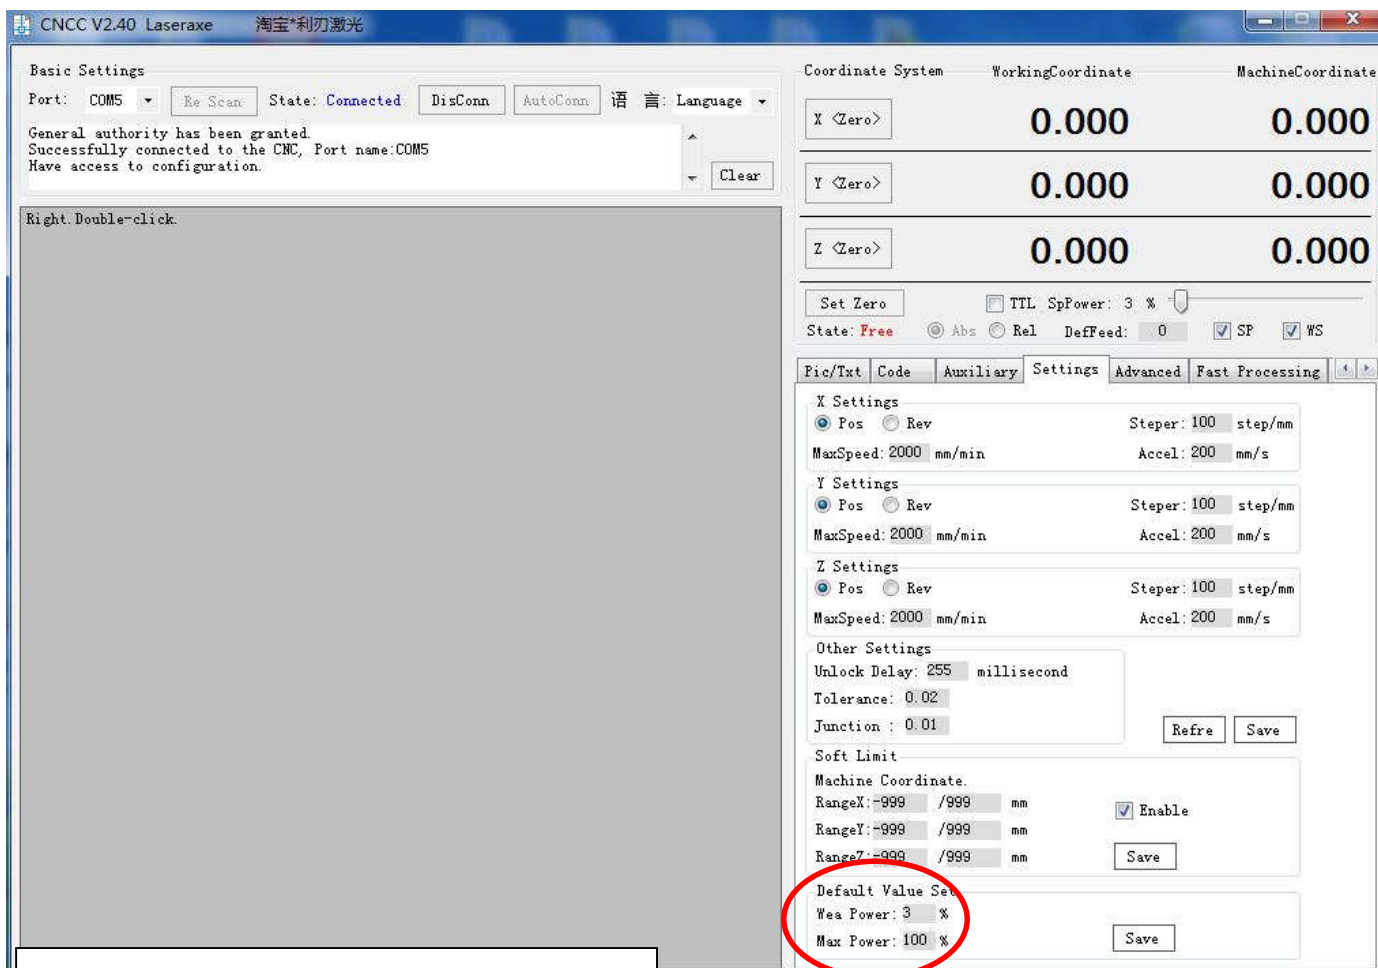 CNCC V2.40 Laseraxe 淘宝*利刃激光
Basic Settings
Port: COM5 Re Scan State: Connected DisConn AutoConn 语 言: Language
General authority has been granted.
Successfully connected to the CNC, Port name:COM5
Have access to configuration.
Clear
Right.Double-click.
Coordinate System WorkingCoordinate MachineCoordinate
X <Zero> 0.000 0.000
Y <Zero> 0.000 0.000
Z <Zero> 0.000 0.000
Set Zero TTL SpPower: 3 %
State: Free Abs Rel DefFeed: 0 SP WS
Pic/Txt Code Auxiliary Settings Advanced Fast Processing
X Settings
Pos Rev Steper: 100 step/mm
MaxSpeed: 2000 mm/min Accel: 200 mm/s
Y Settings
Pos Rev Steper: 100 step/mm
MaxSpeed: 2000 mm/min Accel: 200 mm/s
Z Settings
Pos Rev Steper: 100 step/mm
MaxSpeed: 2000 mm/min Accel: 200 mm/s
Other Settings
Unlock Delay: 255 millisecond
Tolerance: 0.02
Junction : 0.01
Refre Save
Soft Limit
Machine Coordinate.
RangeX: -999 /999 mm
Enable
RangeY: -999 /999 mm
RangeZ: -999 /999 mm
Save
Default Value Set
Wea Power: 3 %
Max Power: 100 %
Save